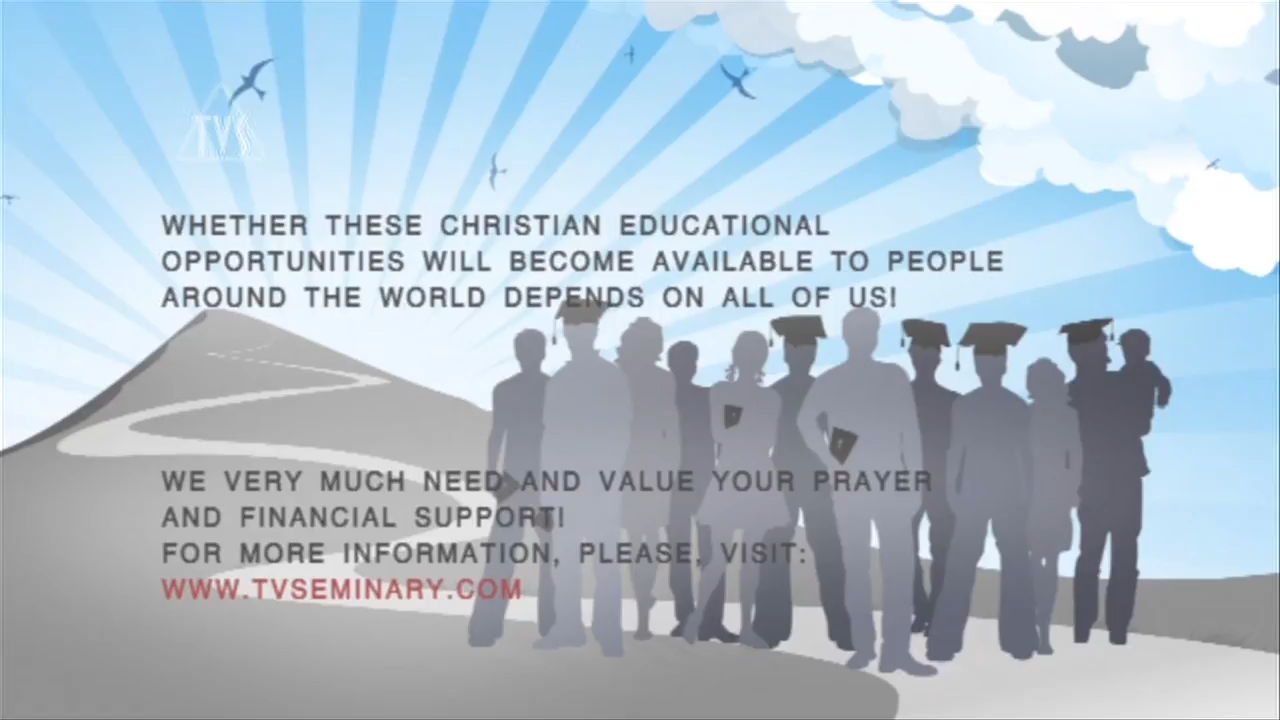 TVS
WHETHER THESE CHRISTIAN EDUCATIONAL
OPPORTUNITIES WILL BECOME AVAILABLE TO PEOPLE
AROUND THE WORLD DEPENDS ON ALL OF US!
WE VERY MUCH NEED AND VALUE YOUR PRAYER
AND FINANCIAL SUPPORT!
FOR MORE INFORMATION, PLEASE, VISIT:
WWW.TVSEMINARY.COM